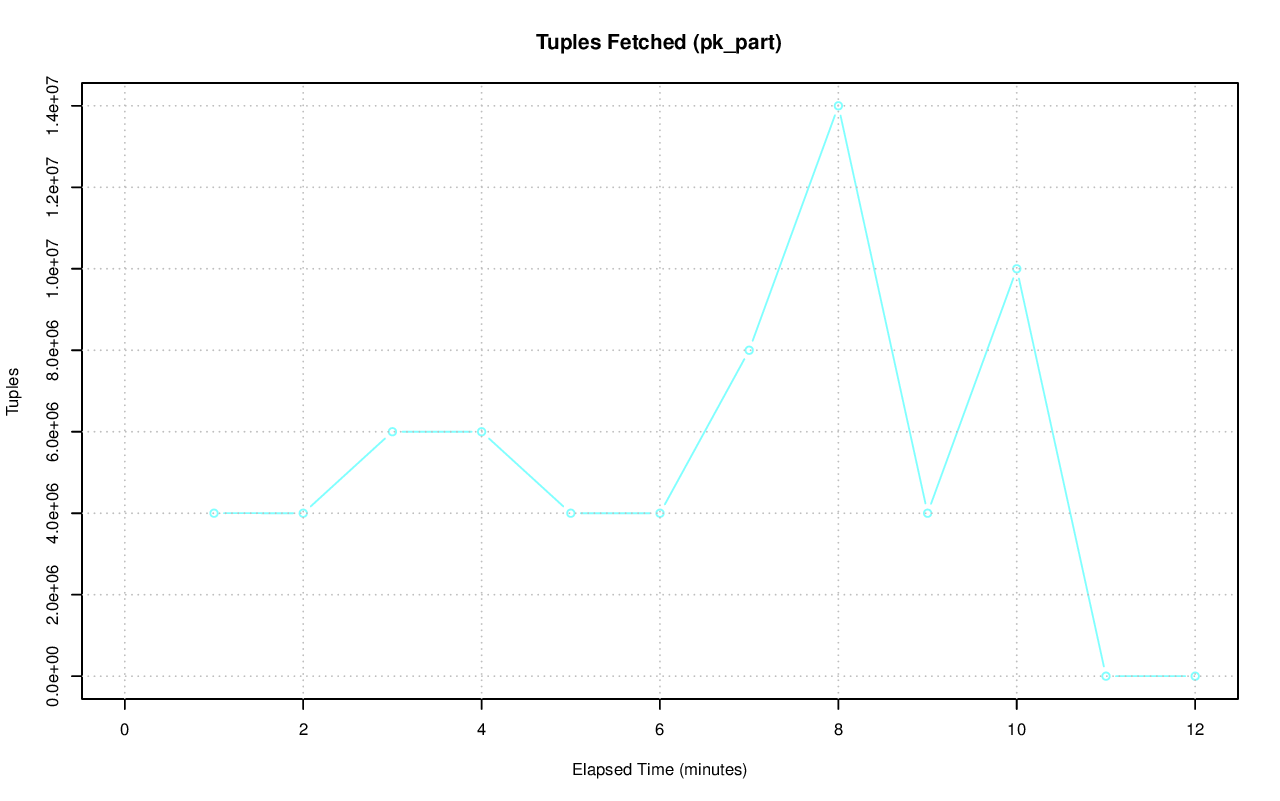 Tuples Fetched (pk_part)
1.4e+07
1.2e+07
1.0e+07
8.0e+06
6.0e+06
4.0e+06
2.0e+06
0.0e+00
Tuples
0 2 4 6 8 10 12
Elapsed Time (minutes)